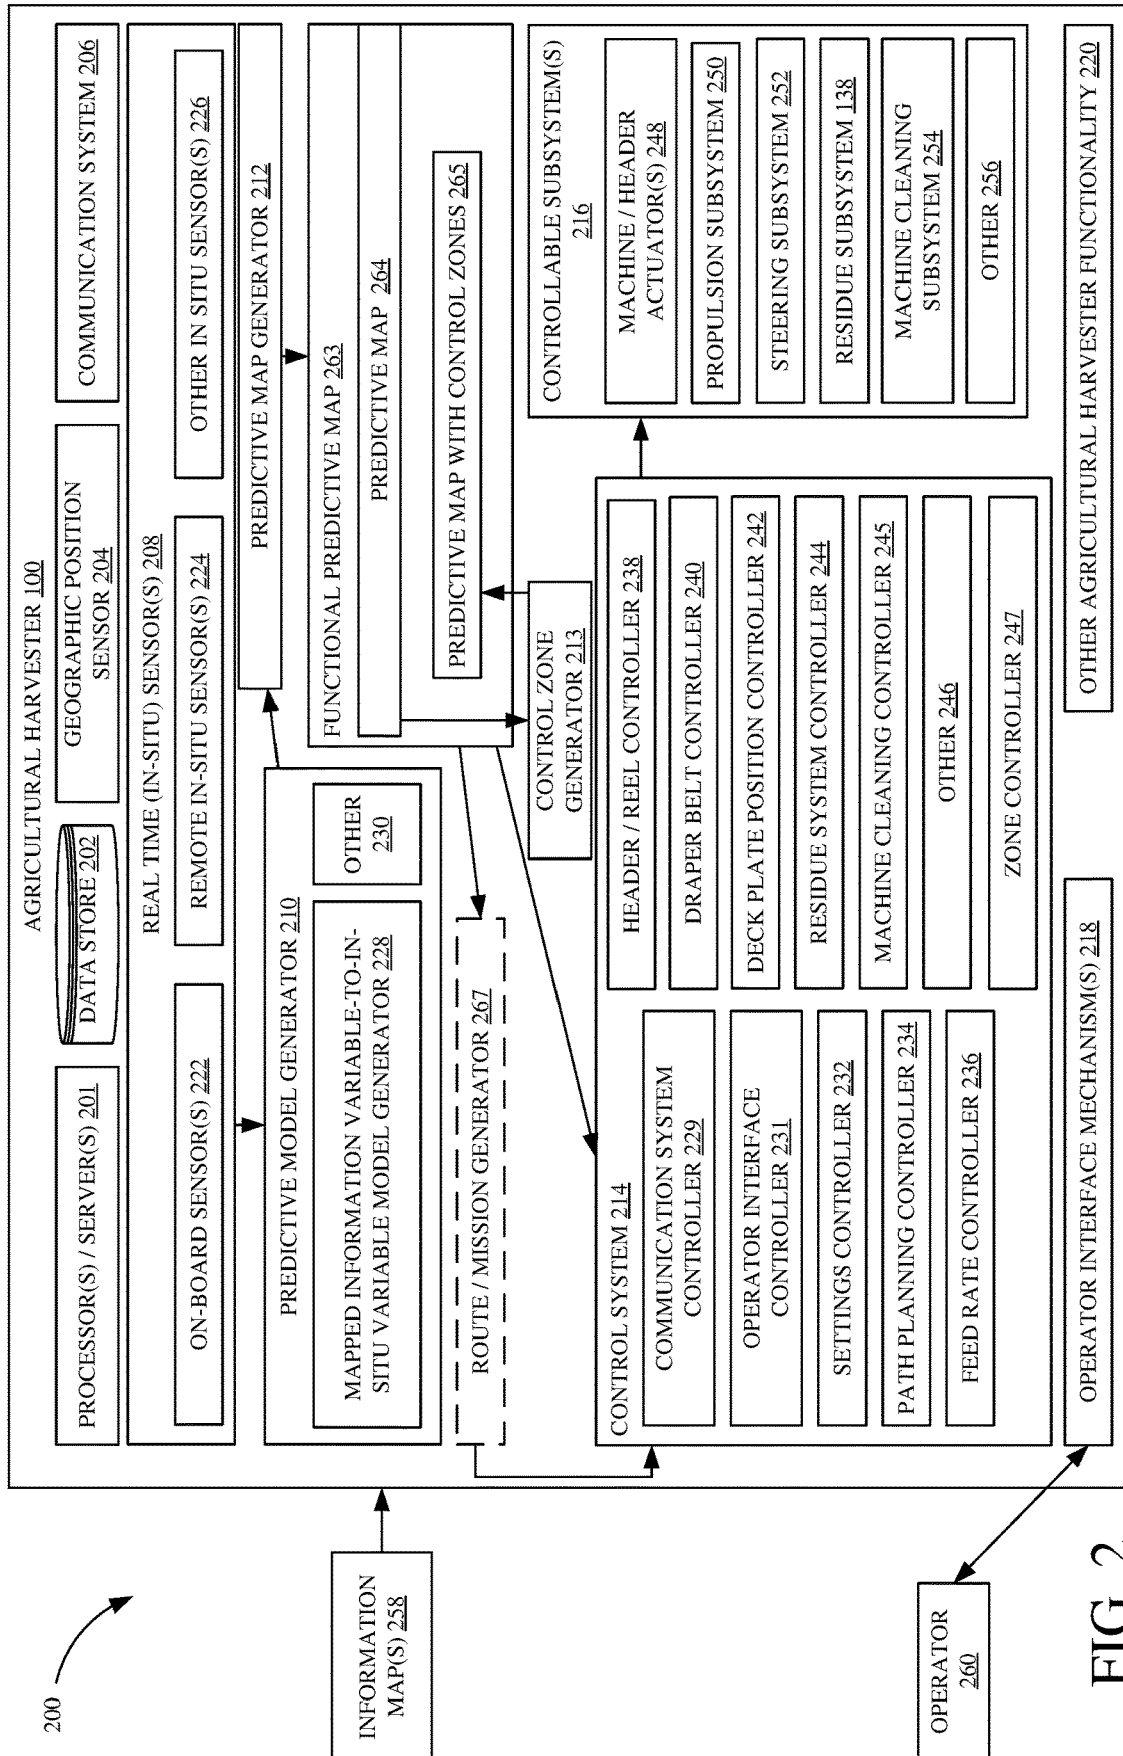 200
AGRICULTURAL HARVESTER 100
PROCESSOR(S) / SERVER(S) 201
DATA STORE 202
GEOGRAPHIC POSITION
SENSOR 204
COMMUNICATION SYSTEM 206
REAL TIME (IN-SITU) SENSOR(S) 208
ON-BOARD SENSOR(S) 222
REMOTE IN-SITU SENSOR(S) 224
OTHER IN SITU SENSOR(S) 226
PREDICTIVE MODEL GENERATOR 210
MAPPED INFORMATION VARIABLE-TO-IN-
SITU VARIABLE MODEL GENERATOR 228
OTHER
230
PREDICTIVE MAP GENERATOR 212
FUNCTIONAL PREDICTIVE MAP 263
PREDICTIVE MAP 264
PREDICTIVE MAP WITH CONTROL ZONES 265
INFORMATION
MAP(S) 258
ROUTE / MISSION GENERATOR 267
CONTROL ZONE
GENERATOR 213
CONTROL SYSTEM 214
COMMUNICATION SYSTEM
CONTROLLER 229
OPERATOR INTERFACE
CONTROLLER 231
SETTINGS CONTROLLER 232
PATH PLANNING CONTROLLER 234
FEED RATE CONTROLLER 236
HEADER / REEL CONTROLLER 238
DRAPER BELT CONTROLLER 240
DECK PLATE POSITION CONTROLLER 242
RESIDUE SYSTEM CONTROLLER 244
MACHINE CLEANING CONTROLLER 245
OTHER 246
ZONE CONTROLLER 247
CONTROLLABLE SUBSYSTEM(S)
216
MACHINE / HEADER
ACTUATOR(S) 248
PROPULSION SUBSYSTEM 250
STEERING SUBSYSTEM 252
RESIDUE SUBSYSTEM 138
MACHINE CLEANING
SUBSYSTEM 254
OTHER 256
OPERATOR
260
OPERATOR INTERFACE MECHANISM(S) 218
OTHER AGRICULTURAL HARVESTER FUNCTIONALITY 220
FIG. 2